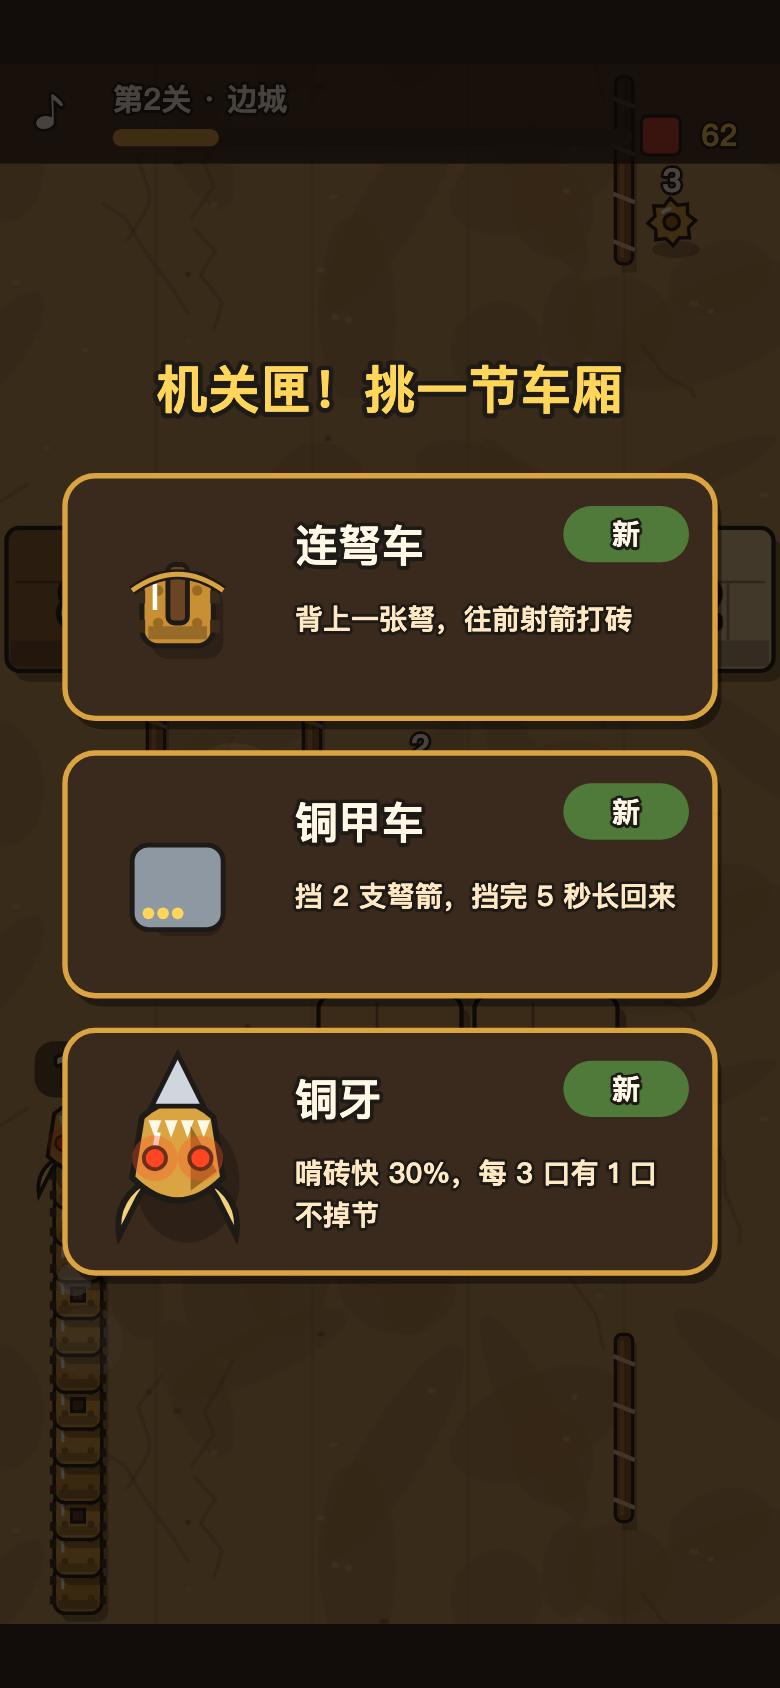 第2关 · 边城
62
3
机关匣！挑一节车厢
连弩车
新
背上一张弩，往前射箭打砖
2
铜甲车
新
挡 2 支弩箭，挡完 5 秒长回来
铜牙
新
啃砖快 30%，每 3 口有 1 口
不掉节